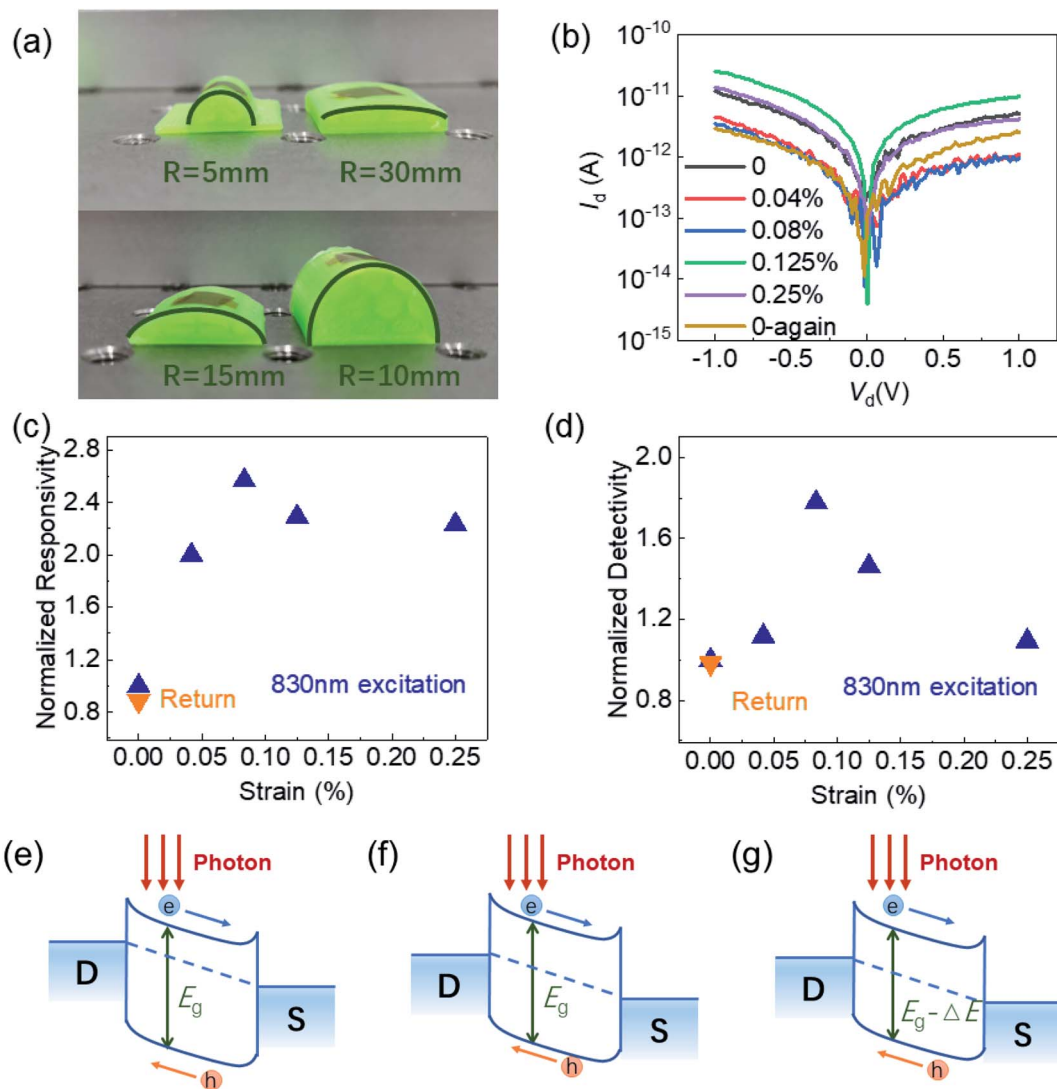 (a)
R=5mm R=30mm
R=15mm R=10mm
(b)
10⁻¹⁰
10⁻¹¹
10⁻¹²
10⁻¹³
10⁻¹⁴
10⁻¹⁵
I_d (A)
0
0.04%
0.08%
0.125%
0.25%
0-again
-1.0 -0.5 0.0 0.5 1.0
V_d(V)
(c)
2.8
2.4
2.0
1.6
1.2
0.8
Normalized Responsivity
Return
830nm excitation
0.00 0.05 0.10 0.15 0.20 0.25
Strain (%)
(d)
2.0
1.6
1.2
0.8
Normalized Detectivity
Return
830nm excitation
0.00 0.05 0.10 0.15 0.20 0.25
Strain (%)
(e)
Photon
e
D
E_g
S
h
(f)
Photon
e
D
E_g
S
h
(g)
Photon
e
D
E_g - △E
S
h